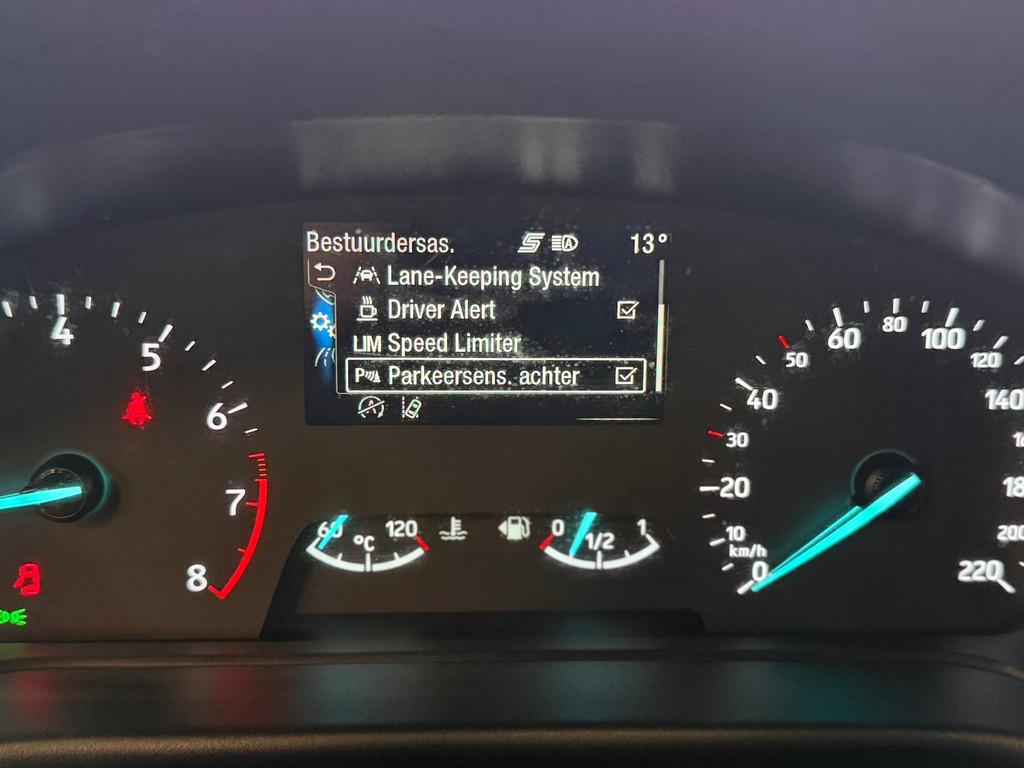 Bestuurdersas. 13°
Lane-Keeping System
Driver Alert
LIM Speed Limiter
P Parkeersens. achter
4
5
6
7
8
60 120
°C
0 1/2 1
0
10
km/h
20
30
40
50
60
80
100
120
140
200
220